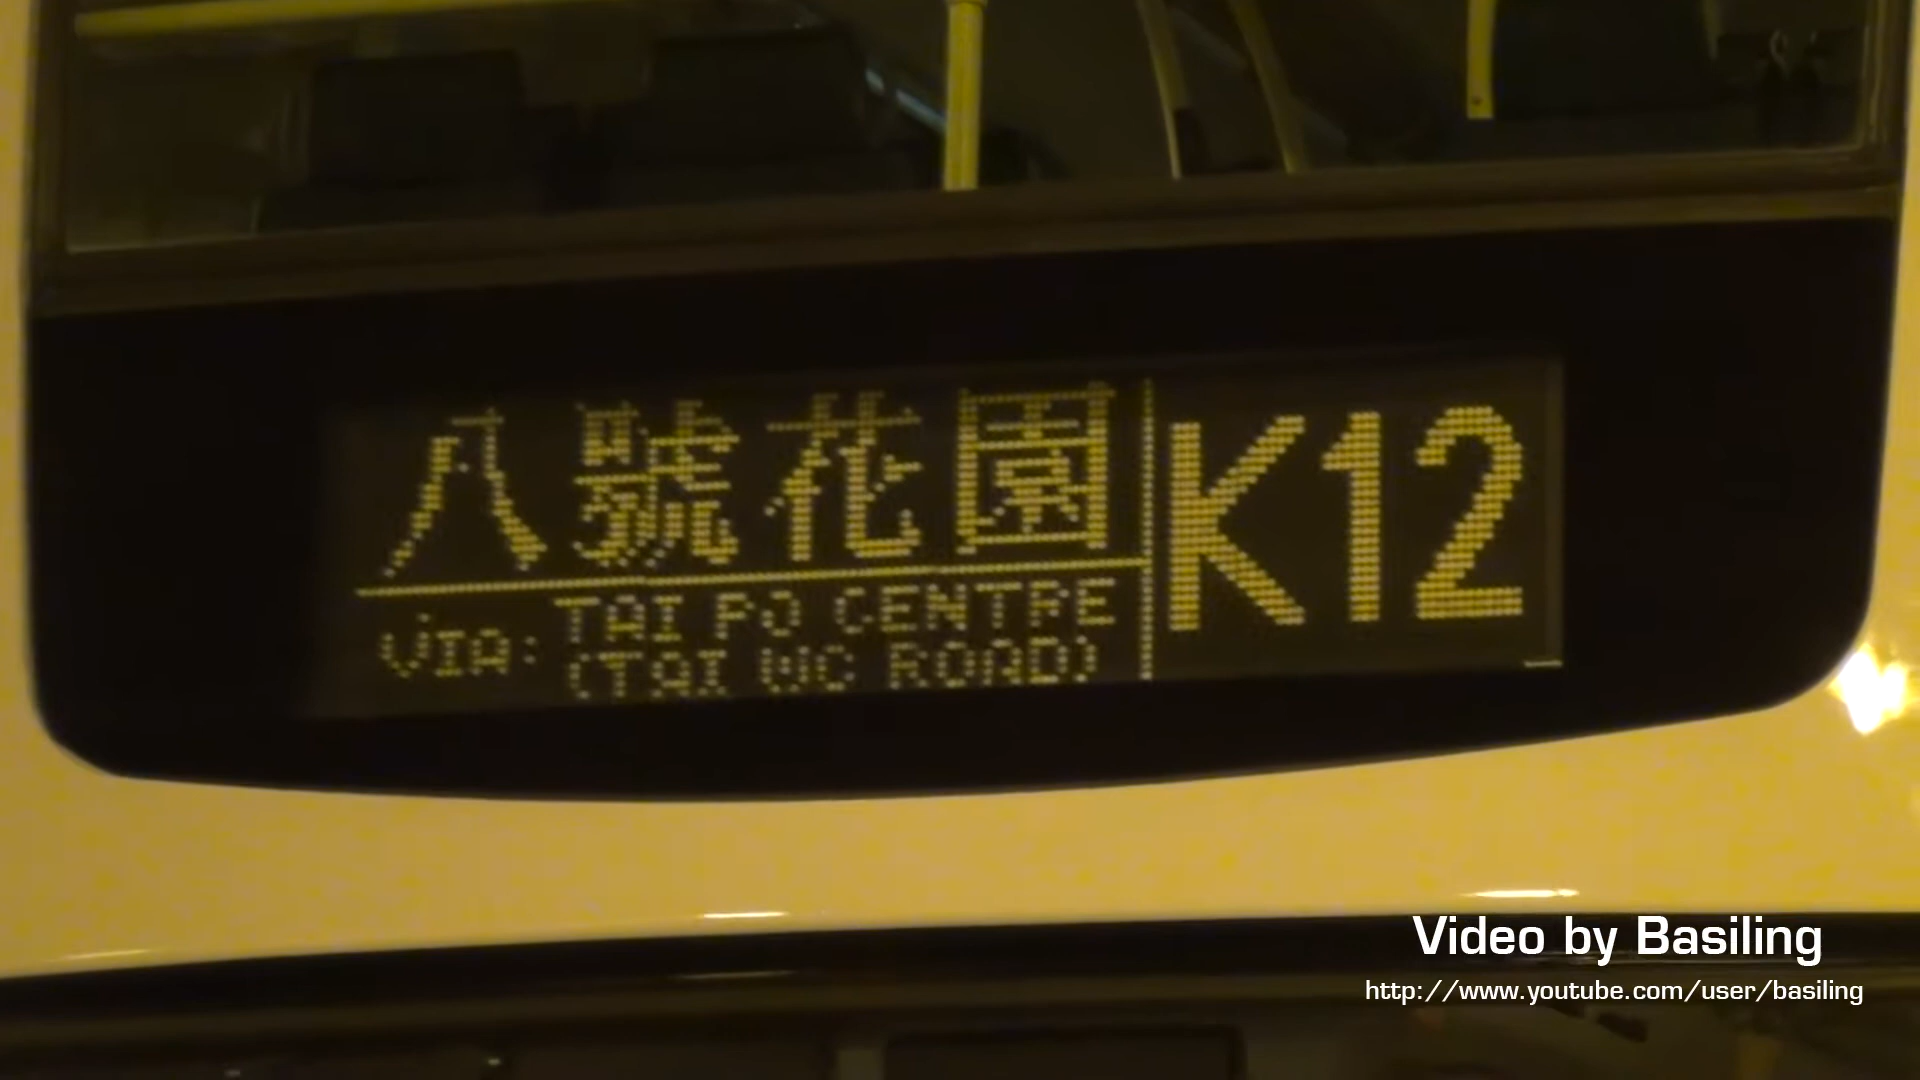 八號花園 K12
VIA: TAI PO CENTRE
(TAI WO ROAD)
Video by Basiling
http://www.youtube.com/user/basiling